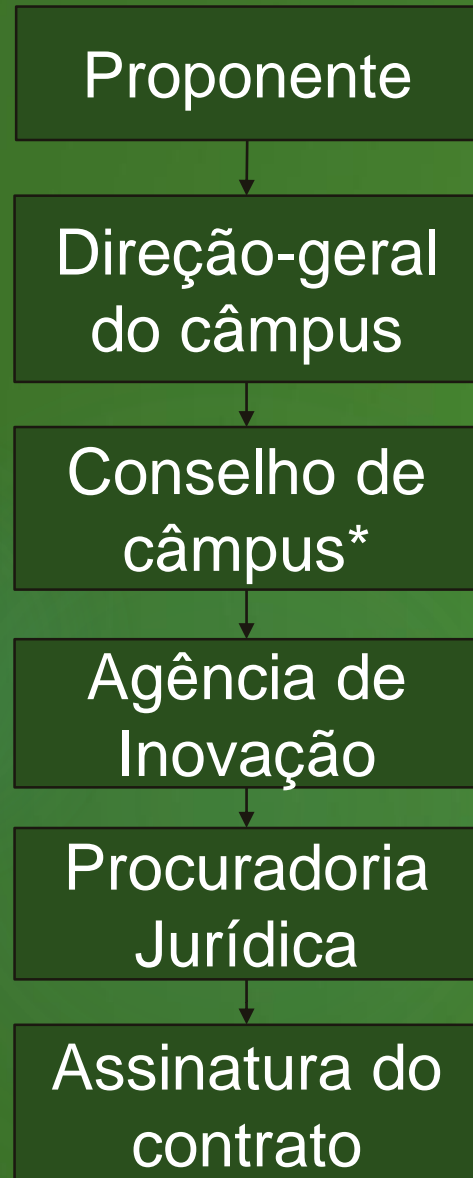 Proponente
Direção-geral
do câmpus
Conselho de
câmpus*
Agência de
Inovação
Procuradoria
Jurídica
Assinatura do
contrato